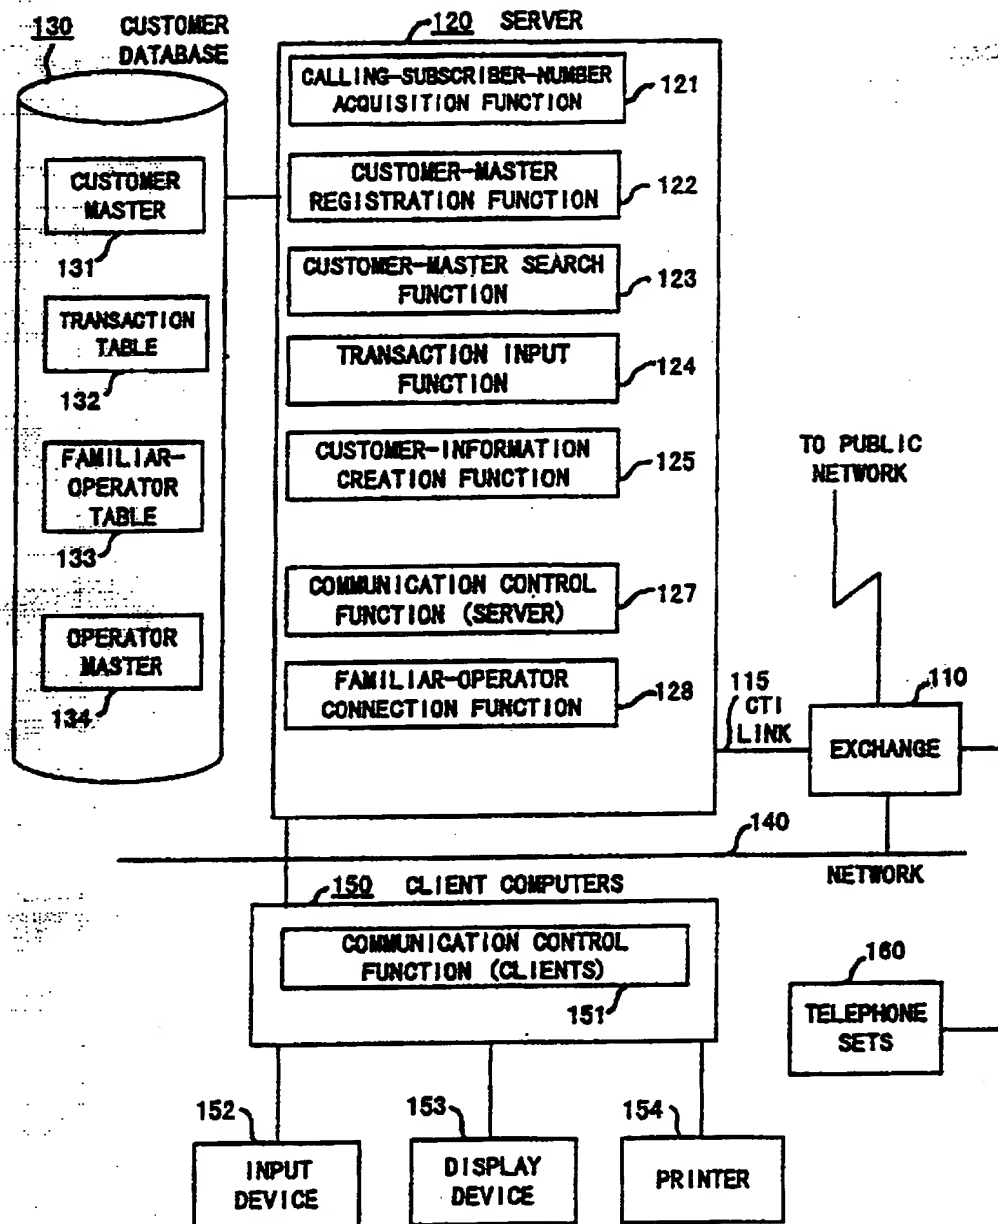 130 CUSTOMER
DATABASE
120 SERVER
CALLING-SUBSCRIBER-NUMBER
ACQUISITION FUNCTION
121
CUSTOMER-MASTER
REGISTRATION FUNCTION
122
CUSTOMER-MASTER SEARCH
FUNCTION
123
TRANSACTION INPUT
FUNCTION
124
CUSTOMER-INFORMATION
CREATION FUNCTION
125
COMMUNICATION CONTROL
FUNCTION (SERVER)
127
FAMILIAR-OPERATOR
CONNECTION FUNCTION
128
CUSTOMER
MASTER
131
TRANSACTION
TABLE
132
FAMILIAR-
OPERATOR
TABLE
133
OPERATOR
MASTER
134
TO PUBLIC
NETWORK
115
CTI
LINK
110
EXCHANGE
140
NETWORK
150 CLIENT COMPUTERS
COMMUNICATION CONTROL
FUNCTION (CLIENTS)
151
160
TELEPHONE
SETS
152
INPUT
DEVICE
153
DISPLAY
DEVICE
154
PRINTER